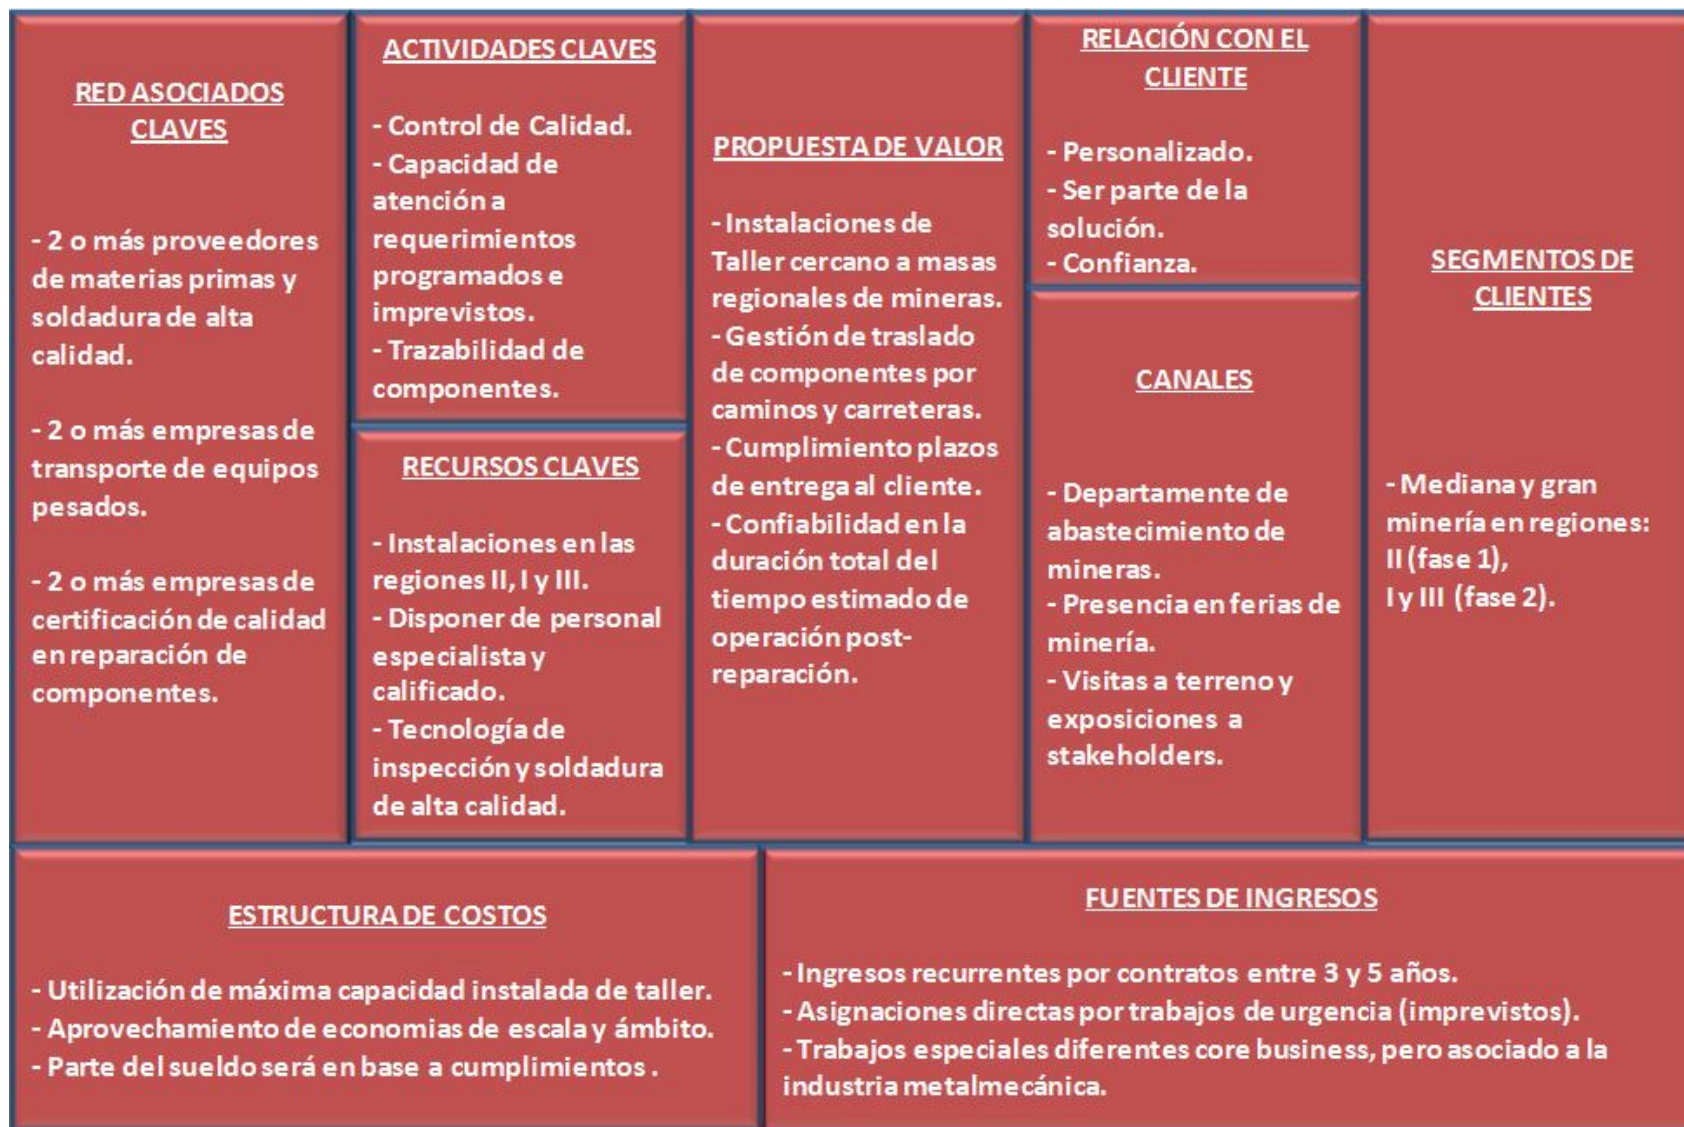 RED ASOCIADOS
CLAVES
- 2 o más proveedores
de materias primas y
soldadura de alta
calidad.
- 2 o más empresas de
transporte de equipos
pesados.
- 2 o más empresas de
certificación de calidad
en reparación de
componentes.
ACTIVIDADES CLAVES
- Control de Calidad.
- Capacidad de
atención a
requerimientos
programados e
imprevistos.
- Trazabilidad de
componentes.
RECURSOS CLAVES
- Instalaciones en las
regiones II, I y III.
- Disponer de personal
especialista y
calificado.
- Tecnología de
inspección y soldadura
de alta calidad.
PROPUESTA DE VALOR
- Instalaciones de
Taller cercano a masas
regionales de mineras.
- Gestión de traslado
de componentes por
caminos y carreteras.
- Cumplimiento plazos
de entrega al cliente.
- Confiabilidad en la
duración total del
tiempo estimado de
operación post-
reparación.
RELACIÓN CON EL
CLIENTE
- Personalizado.
- Ser parte de la
solución.
- Confianza.
CANALES
- Departamente de
abastecimiento de
mineras.
- Presencia en ferias de
minería.
- Visitas a terreno y
exposiciones a
stakeholders.
SEGMENTOS DE
CLIENTES
- Mediana y gran
minería en regiones:
II (fase 1),
I y III (fase 2).
ESTRUCTURA DE COSTOS
- Utilización de máxima capacidad instalada de taller.
- Aprovechamiento de economias de escala y ámbito.
- Parte del sueldo será en base a cumplimientos .
FUENTES DE INGRESOS
- Ingresos recurrentes por contratos entre 3 y 5 años.
- Asignaciones directas por trabajos de urgencia (imprevistos).
- Trabajos especiales diferentes core business, pero asociado a la
industria metalmecánica.